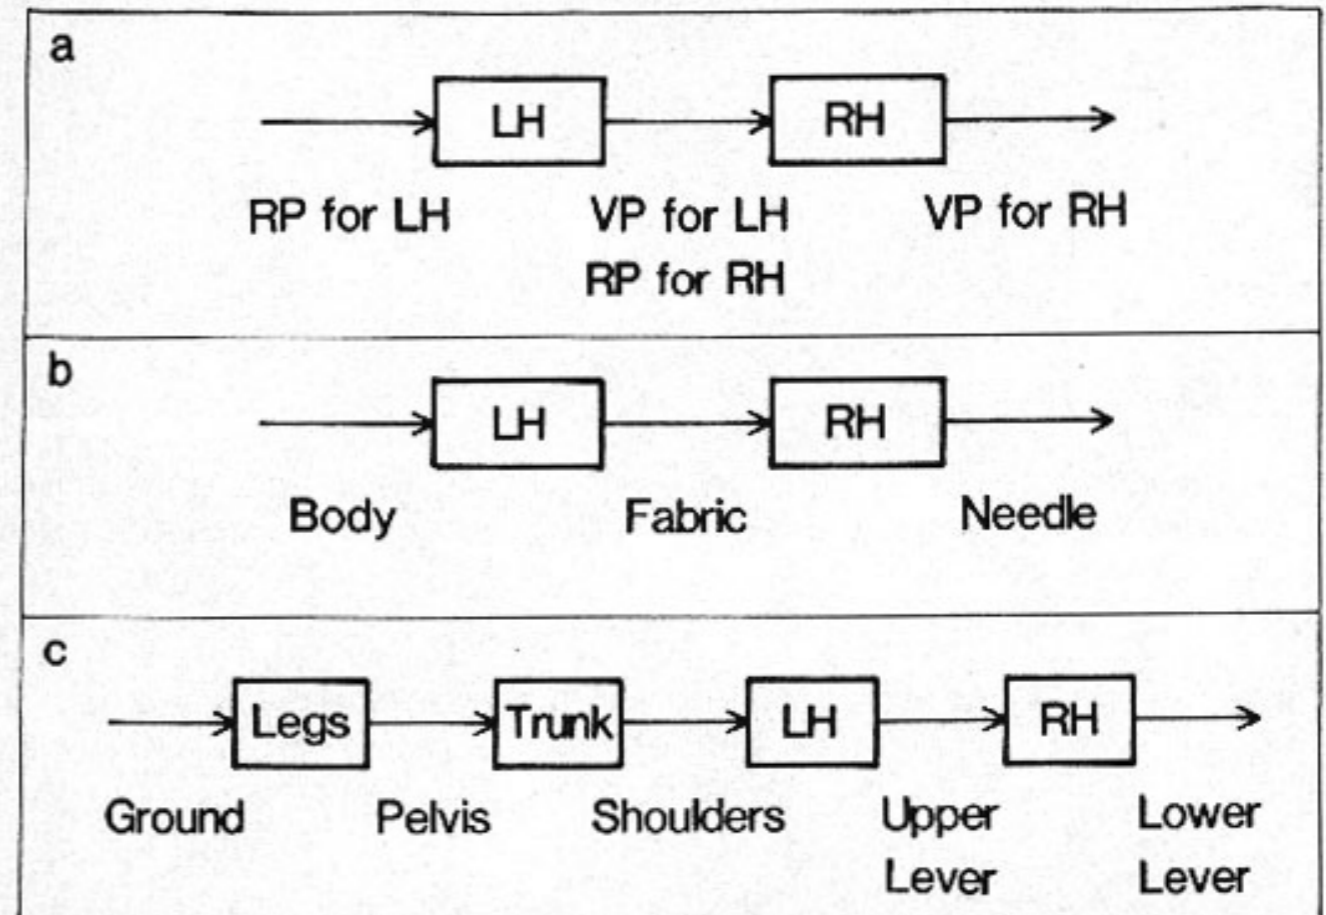 a
LH RH
RP for LH VP for LH VP for RH
RP for RH
b
LH RH
Body Fabric Needle
c
Legs Trunk LH RH
Ground Pelvis Shoulders Upper Lower
Lever Lever